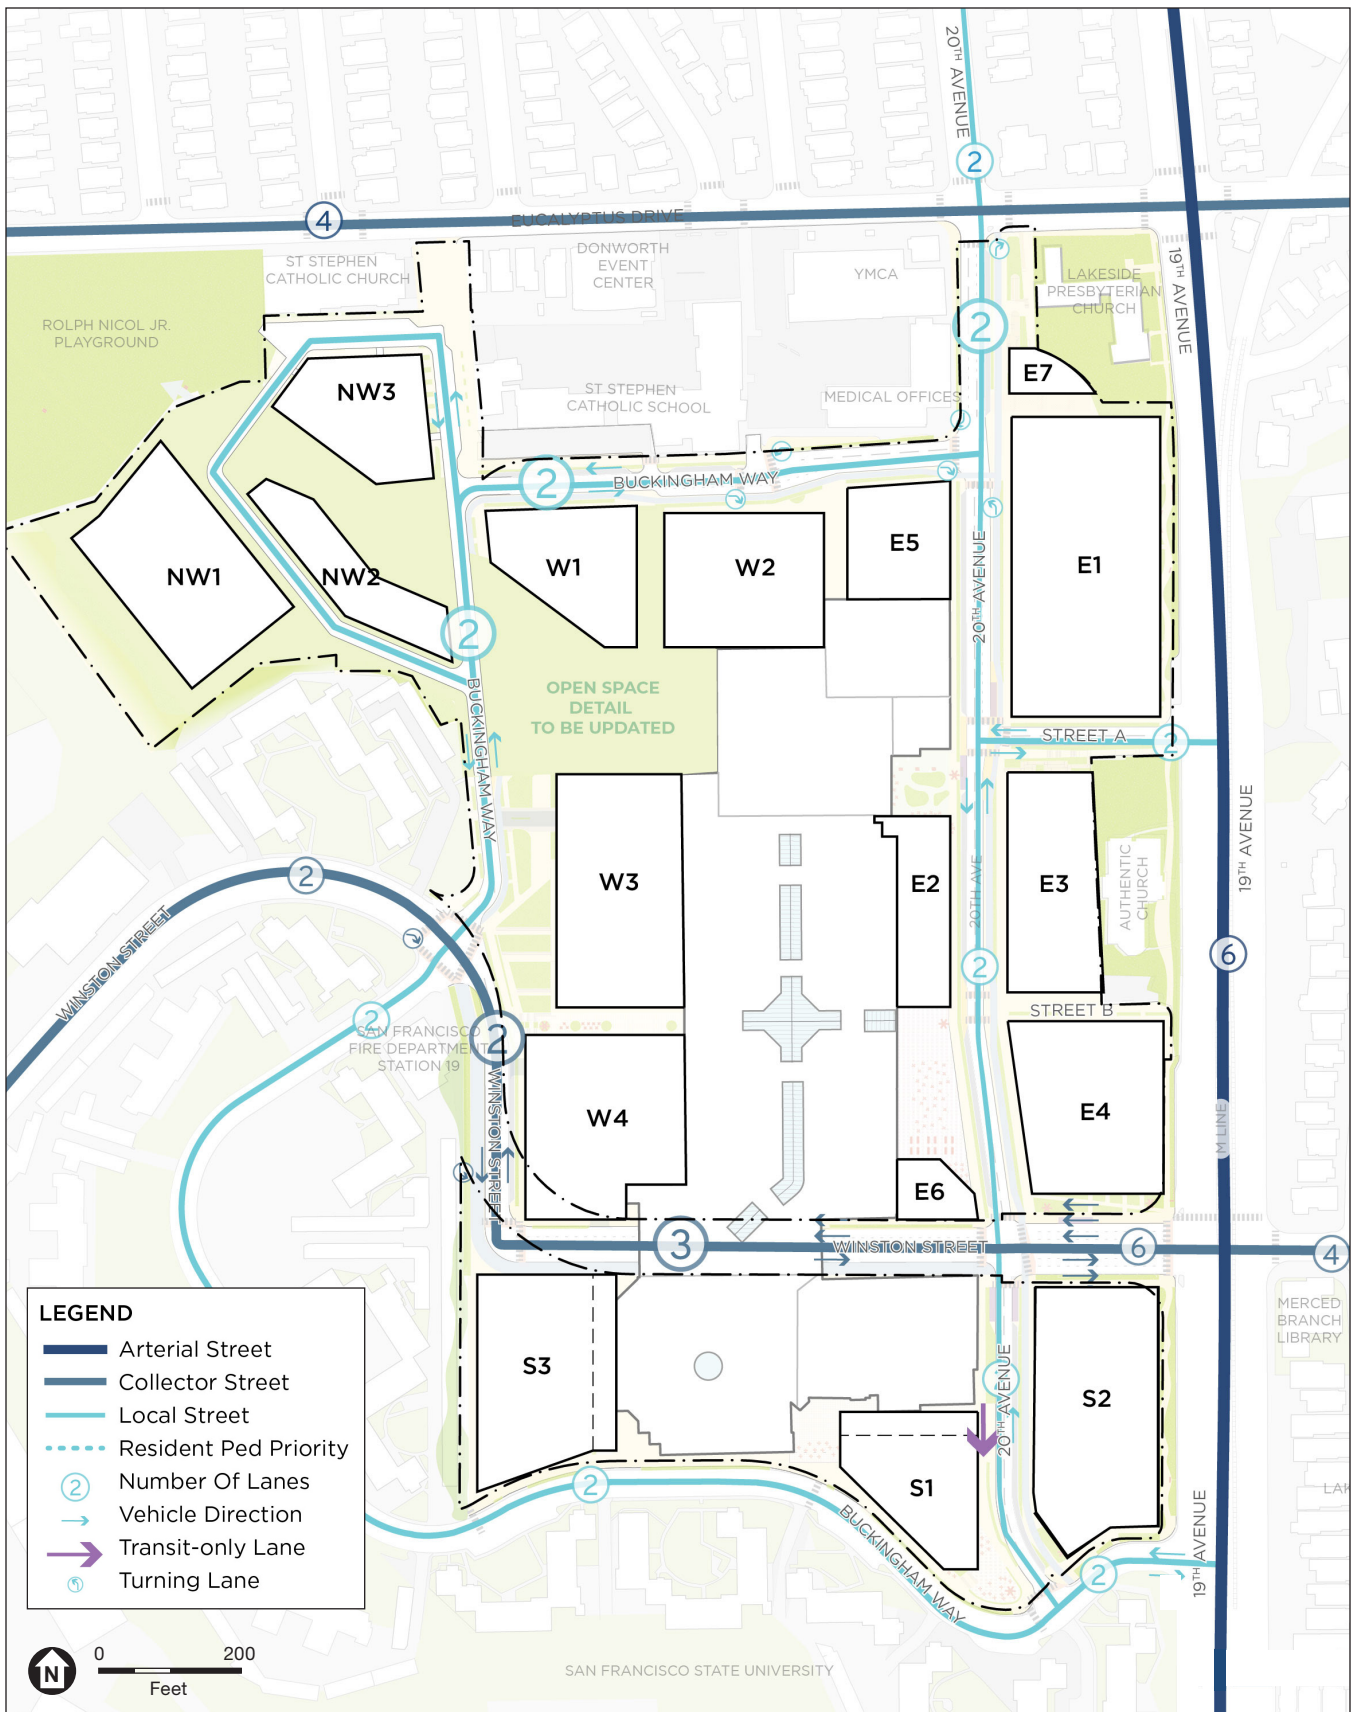 20TH AVENUE
2
4
EUCALYPTUS DRIVE
ST STEPHEN
CATHOLIC CHURCH
DONWORTH
EVENT
CENTER
YMCA
LAKESIDE
PRESBYTERIAN
CHURCH
19TH AVENUE
ROLPH NICOL JR.
PLAYGROUND
2
NW3
E7
ST STEPHEN
CATHOLIC SCHOOL
MEDICAL OFFICES
2
BUCKINGHAM WAY
NW1
NW2
W1
W2
E5
20TH AVENUE
E1
2
BUCKINGHAM WAY
OPEN SPACE
DETAIL
TO BE UPDATED
STREET A
2
W3
E2
20TH AVE
E3
AUTHENTIC
CHURCH
19TH AVENUE
2
WINSTON STREET
6
2
2
SAN FRANCISCO
FIRE DEPARTMENT
STATION 19
2
STREET B
WINSTON STREET
W4
E4
M LINE
E6
3
WINSTON STREET
6
4
MERCED
BRANCH
LIBRARY
S3
2
20TH AVENUE
S2
S1
2
BUCKINGHAM WAY
2
19TH AVENUE
LAK
LEGEND
Arterial Street
Collector Street
Local Street
Resident Ped Priority
2 Number Of Lanes
Vehicle Direction
Transit-only Lane
Turning Lane
N
0 200
Feet
SAN FRANCISCO STATE UNIVERSITY